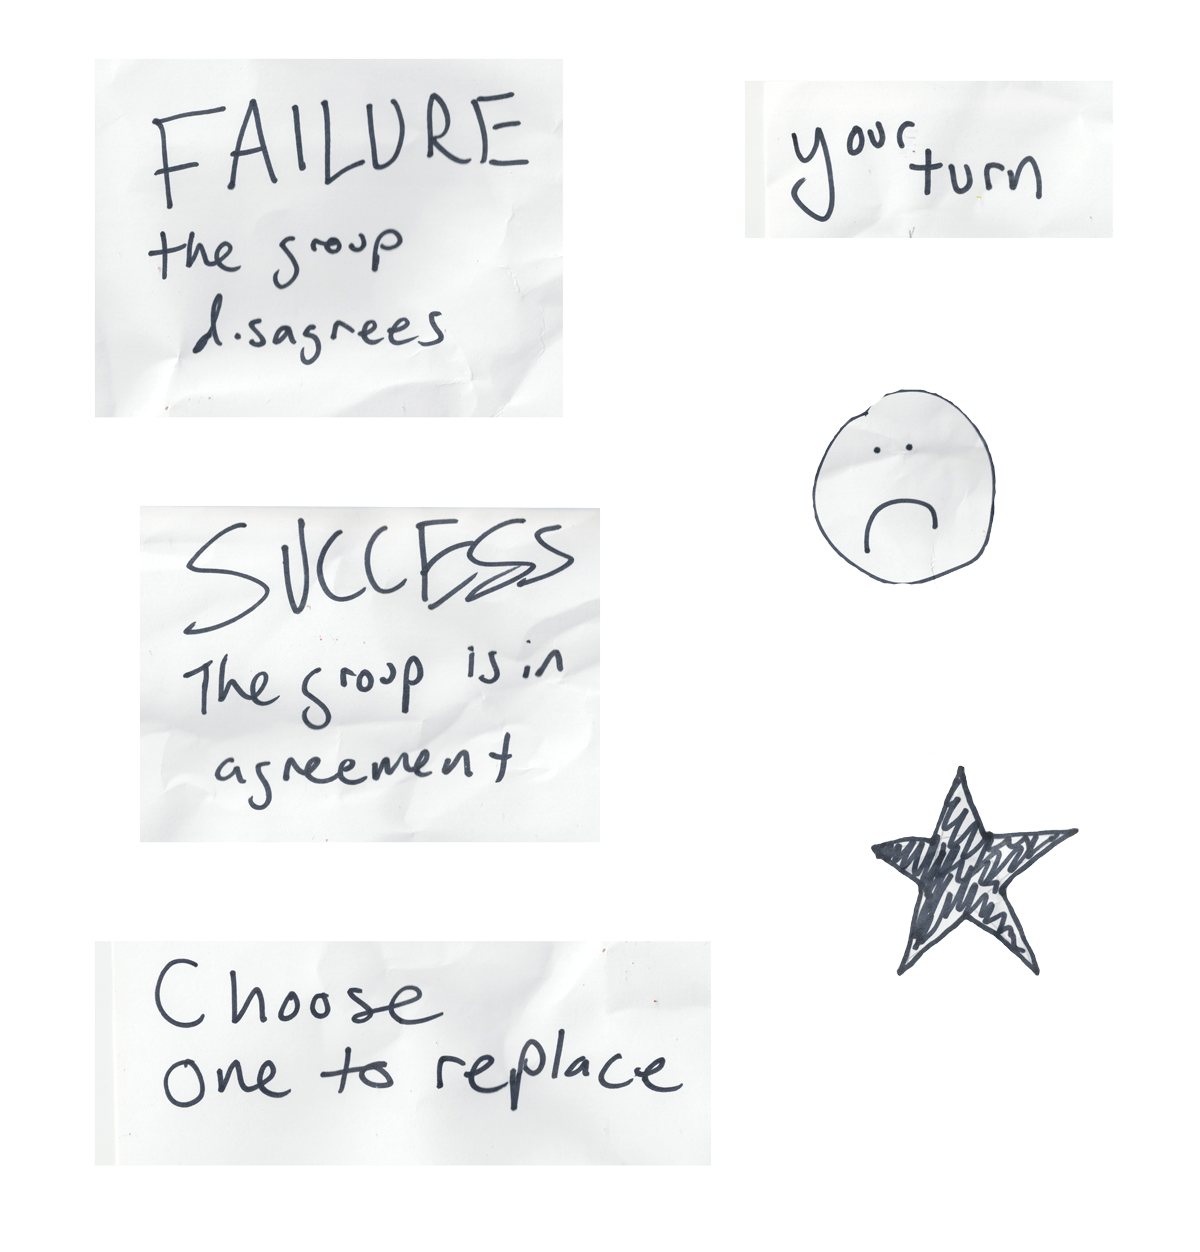 FAILURE
the group
disagrees
your
turn
SUCCESS
The group is in
agreement
Choose
one to replace